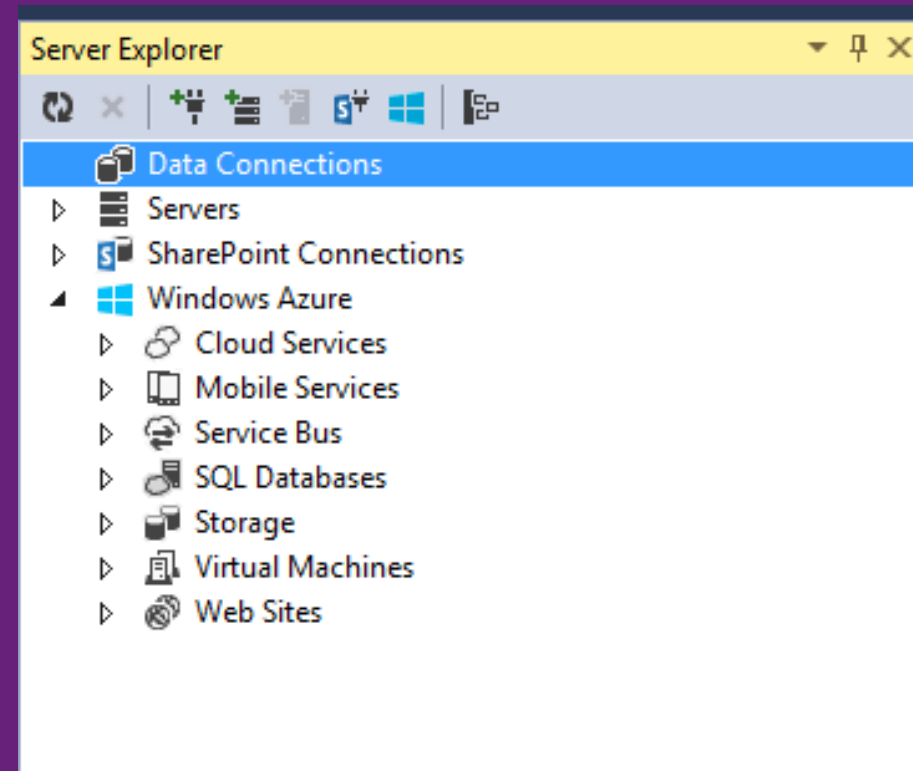 Server Explorer
Data Connections
Servers
SharePoint Connections
Windows Azure
Cloud Services
Mobile Services
Service Bus
SQL Databases
Storage
Virtual Machines
Web Sites